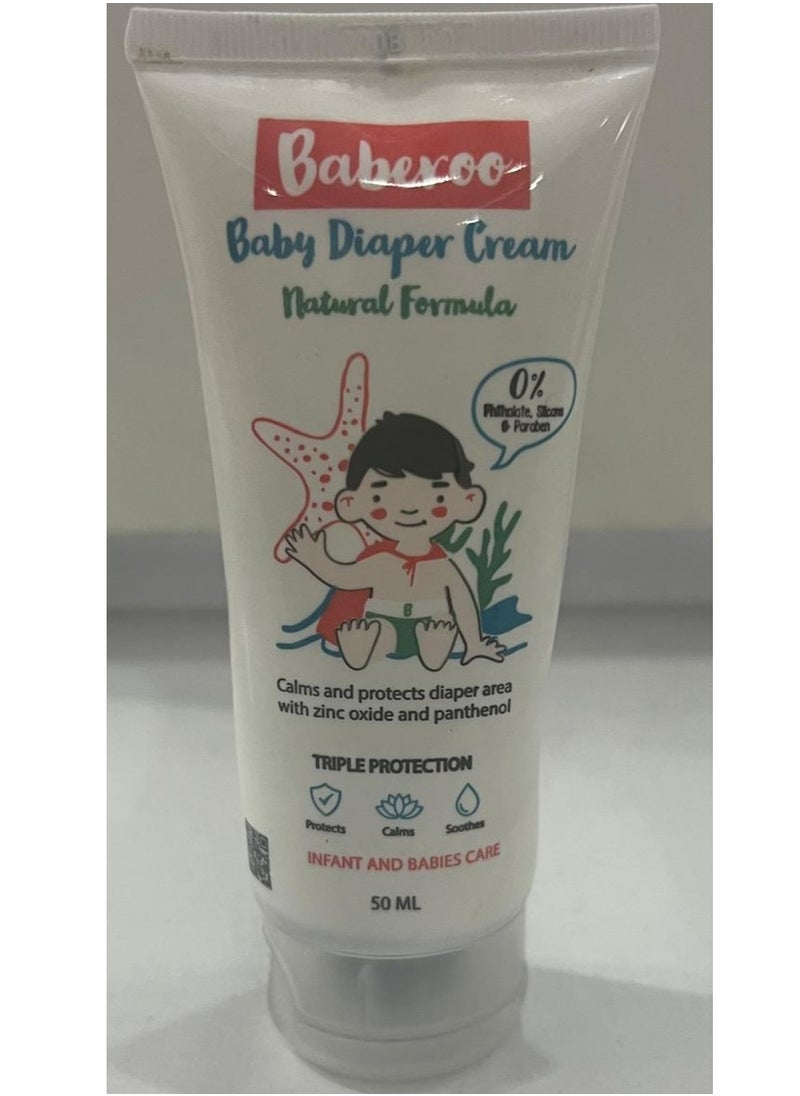 Babexoo
Baby Diaper Cream
Natural Formula
0%
Phthalate, Silicone
& Paraben
B
Calms and protects diaper area
with zinc oxide and panthenol
TRIPLE PROTECTION
Protects
Calms
Soothes
INFANT AND BABIES CARE
50 ML